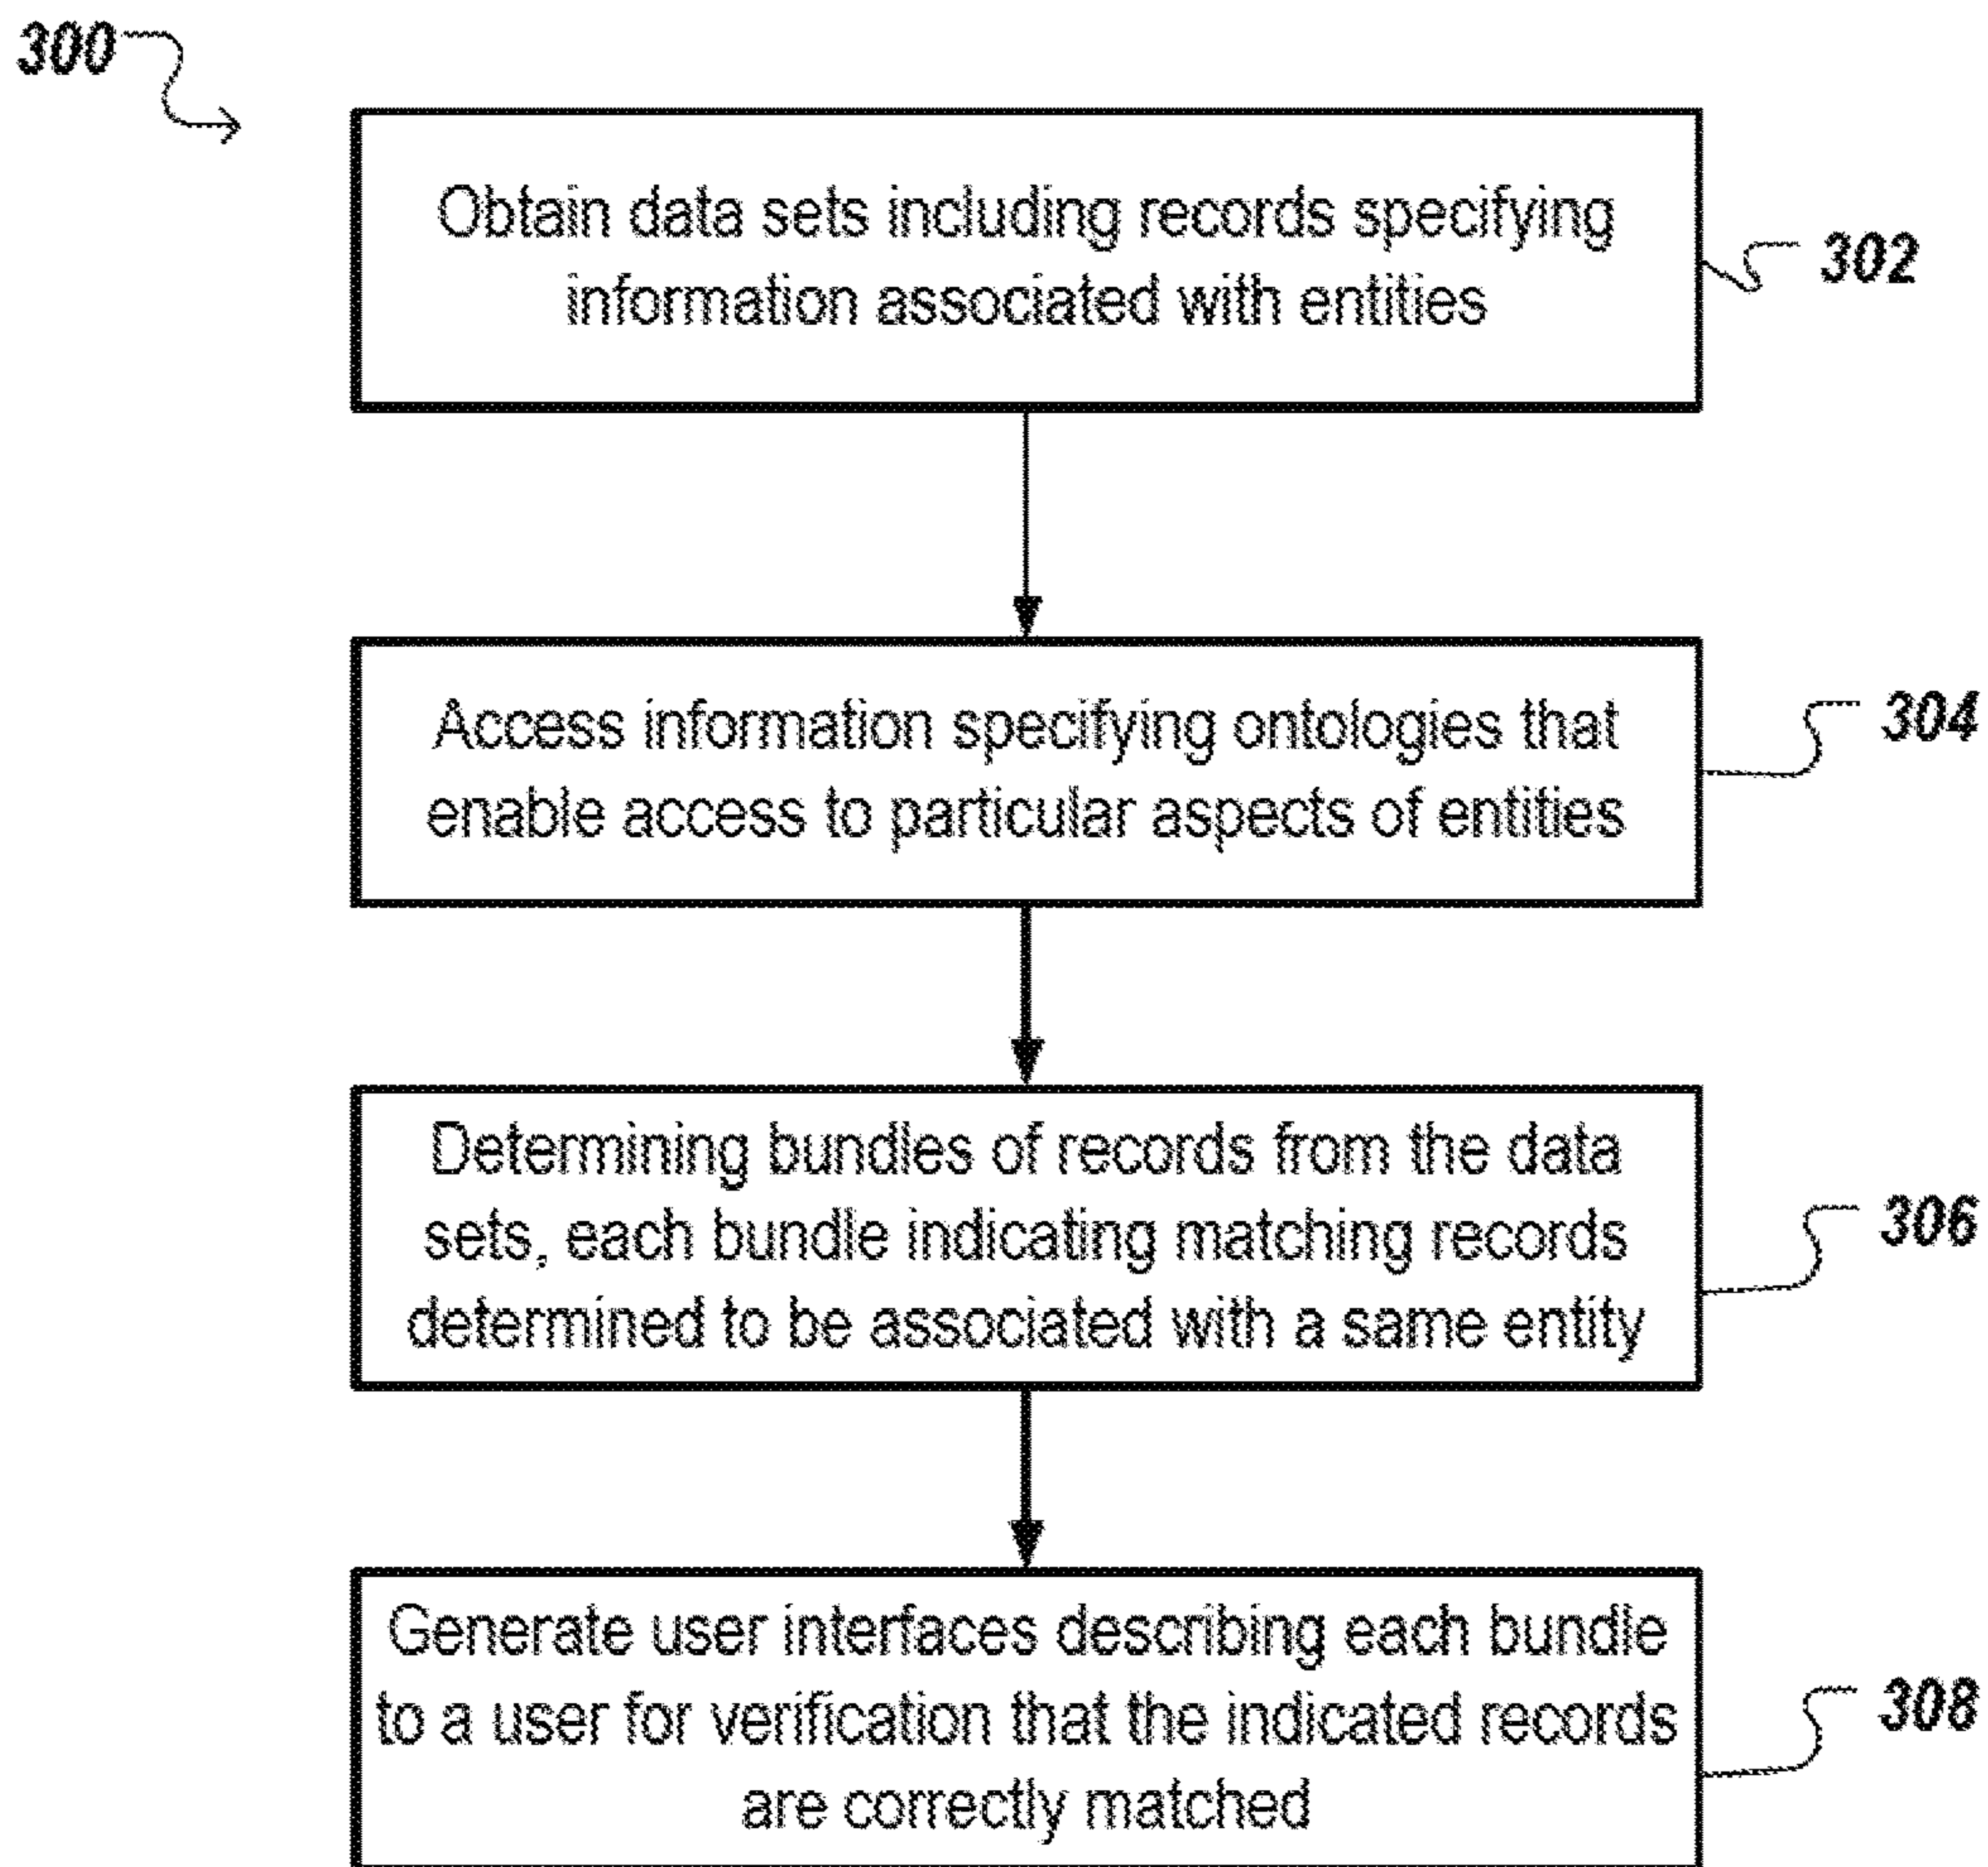 300
Obtain data sets including records specifying
information associated with entities
302
Access information specifying ontologies that
enable access to particular aspects of entities
304
Determining bundles of records from the data
sets, each bundle indicating matching records
determined to be associated with a same entity
306
Generate user interfaces describing each bundle
to a user for verification that the indicated records
are correctly matched
308